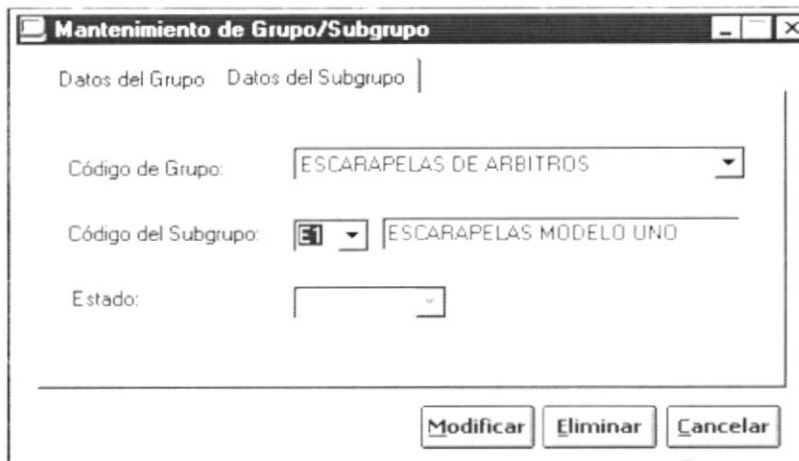 Mantenimiento de Grupo/Subgrupo
Datos del Grupo Datos del Subgrupo
Código de Grupo: ESCARAPELAS DE ARBITROS
Código del Subgrupo: E1 ESCARAPELAS MODELO UNO
Estado:
Modificar Eliminar Cancelar